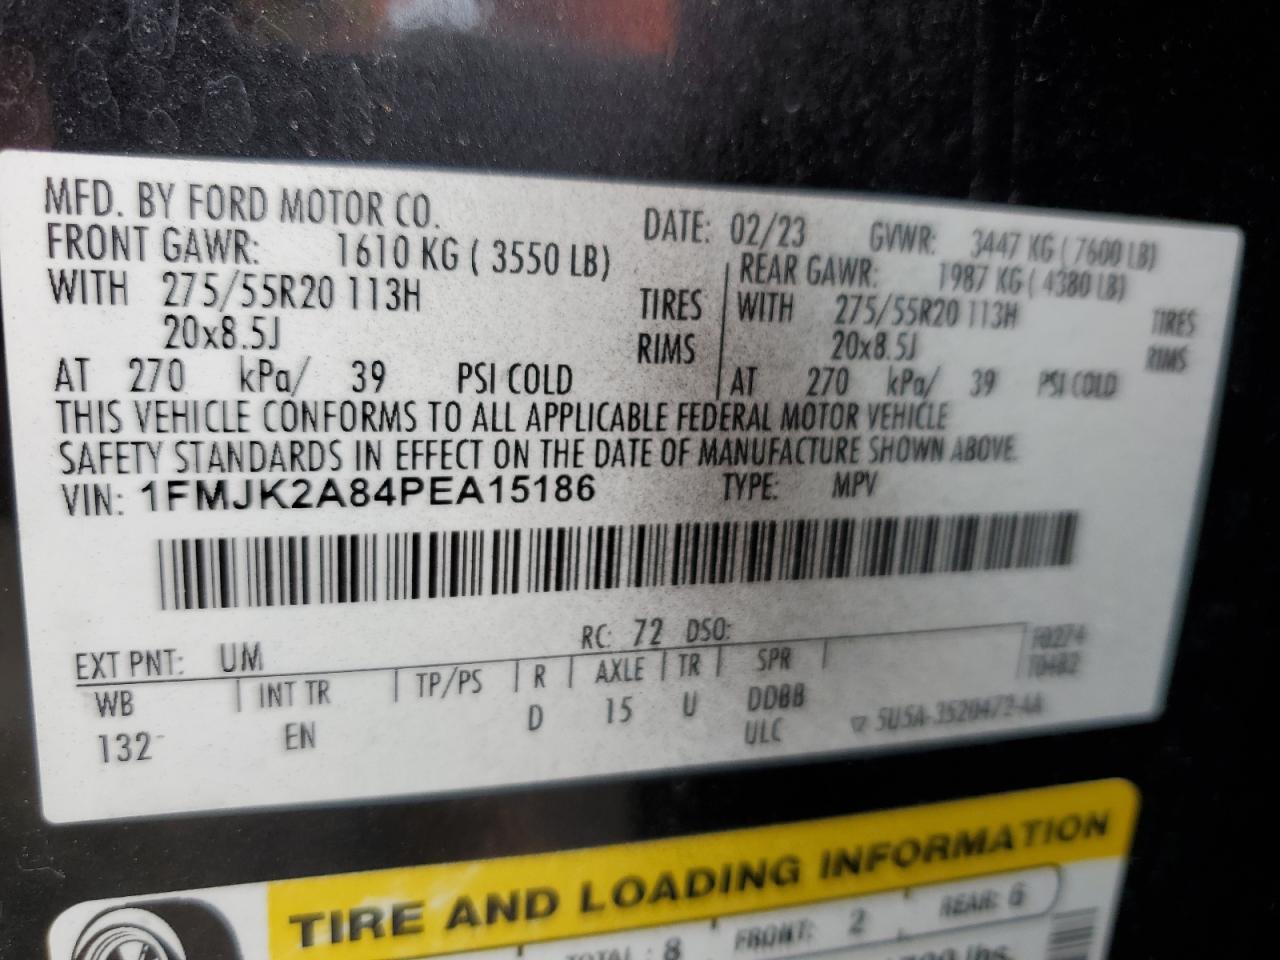 MFD. BY FORD MOTOR CO. DATE: 02/23 GVWR: 3447 KG ( 7600 LB)
FRONT GAWR: 1610 KG ( 3550 LB) REAR GAWR: 1987 KG ( 4380 LB)
WITH 275/55R20 113H TIRES WITH 275/55R20 113H TIRES
20x8.5J RIMS 20x8.5J RIMS
AT 270 kPa/ 39 PSI COLD AT 270 kPa/ 39 PSI COLD
THIS VEHICLE CONFORMS TO ALL APPLICABLE FEDERAL MOTOR VEHICLE
SAFETY STANDARDS IN EFFECT ON THE DATE OF MANUFACTURE SHOWN ABOVE.
VIN: 1FMJK2A84PEA15186 TYPE: MPV
EXT PNT: UM RC: 72 DSO:
WB INT TR TP/PS R AXLE TR SPR
132 EN D 15 U DDBB
ULC 5U5A-3520472-AA
TIRE AND LOADING INFORMATION
TOTAL : 8 FRONT: 2 REAR: 6